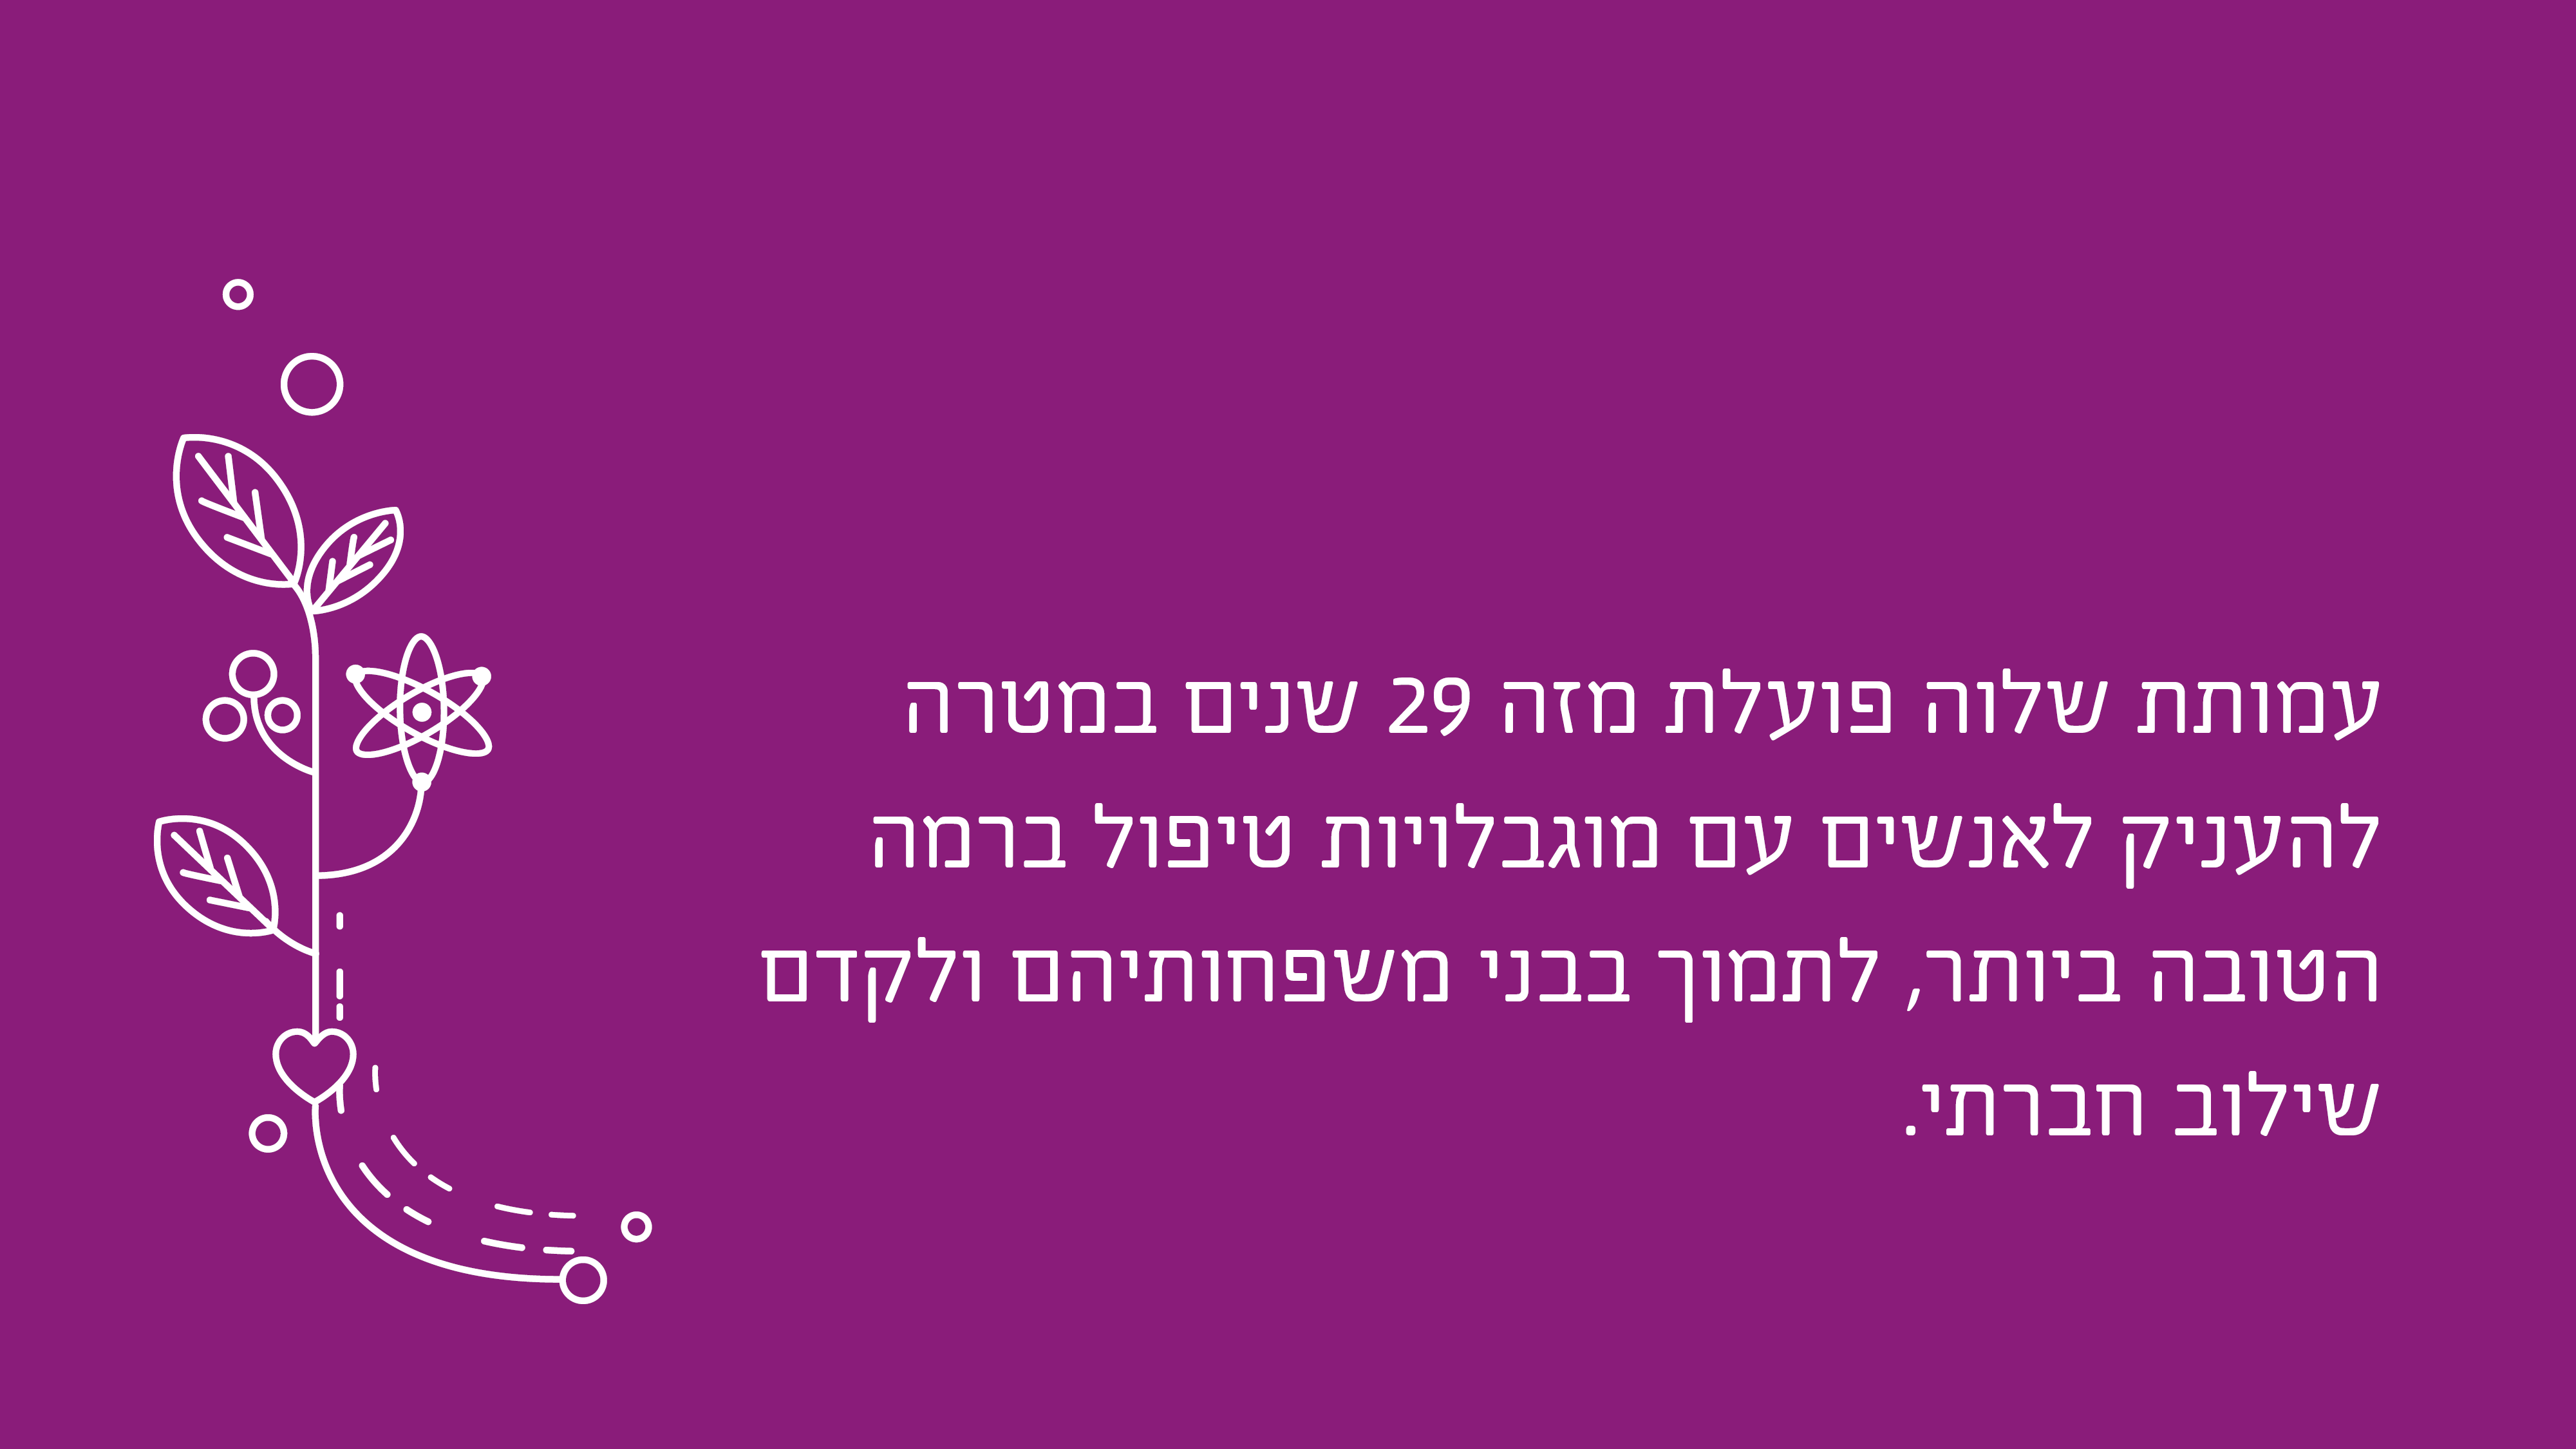 עמותת שלוה פועלת מזה 29 שנים במטרה
להעניק לאנשים עם מוגבלויות טיפול ברמה
הטובה ביותר, לתמוך בבני משפחותיהם ולקדם
שילוב חברתי.